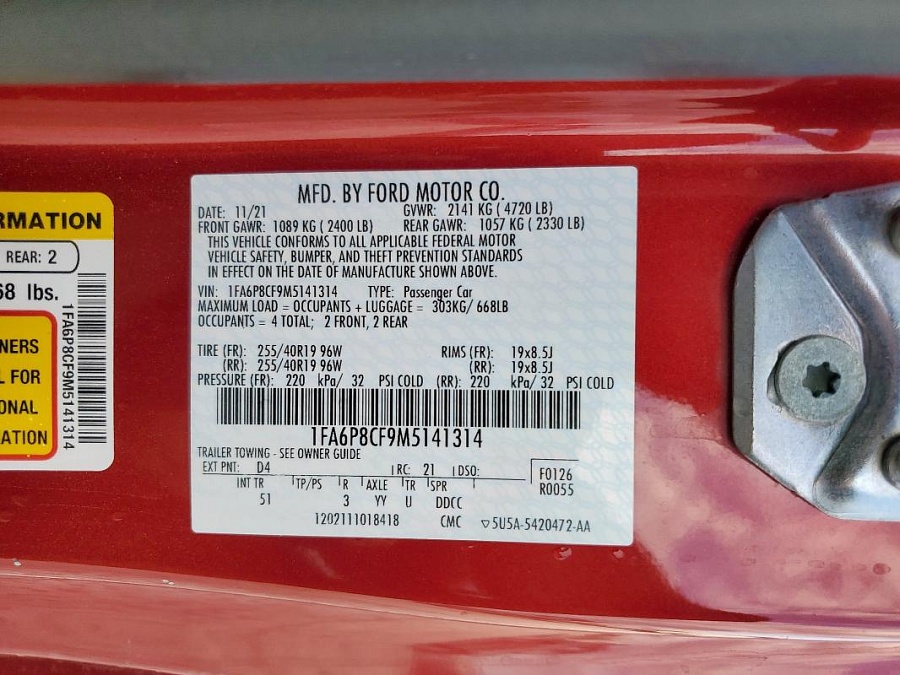 RMATION
REAR: 2
68 lbs.
NERS
L FOR
ONAL
ATION
1FA6P8CF9M5141314
MFD. BY FORD MOTOR CO.
DATE: 11/21 GVWR: 2141 KG ( 4720 LB)
FRONT GAWR: 1089 KG ( 2400 LB) REAR GAWR: 1057 KG ( 2330 LB)
THIS VEHICLE CONFORMS TO ALL APPLICABLE FEDERAL MOTOR
VEHICLE SAFETY, BUMPER, AND THEFT PREVENTION STANDARDS
IN EFFECT ON THE DATE OF MANUFACTURE SHOWN ABOVE.
VIN: 1FA6P8CF9M5141314 TYPE: Passenger Car
MAXIMUM LOAD = OCCUPANTS + LUGGAGE = 303KG/ 668LB
OCCUPANTS = 4 TOTAL; 2 FRONT, 2 REAR
TIRE (FR): 255/40R19 96W RIMS (FR): 19x8.5J
(RR): 255/40R19 96W (RR): 19x8.5J
PRESSURE (FR): 220 kPa/ 32 PSI COLD (RR): 220 kPa/ 32 PSI COLD
1FA6P8CF9M5141314
TRAILER TOWING - SEE OWNER GUIDE
EXT PNT: D4 RC: 21 DSO: F0126
R0055
INT TR TP/PS R AXLE TR SPR
51 3 YY U DDCC
1202111018418 CMC ▽5U5A-5420472-AA